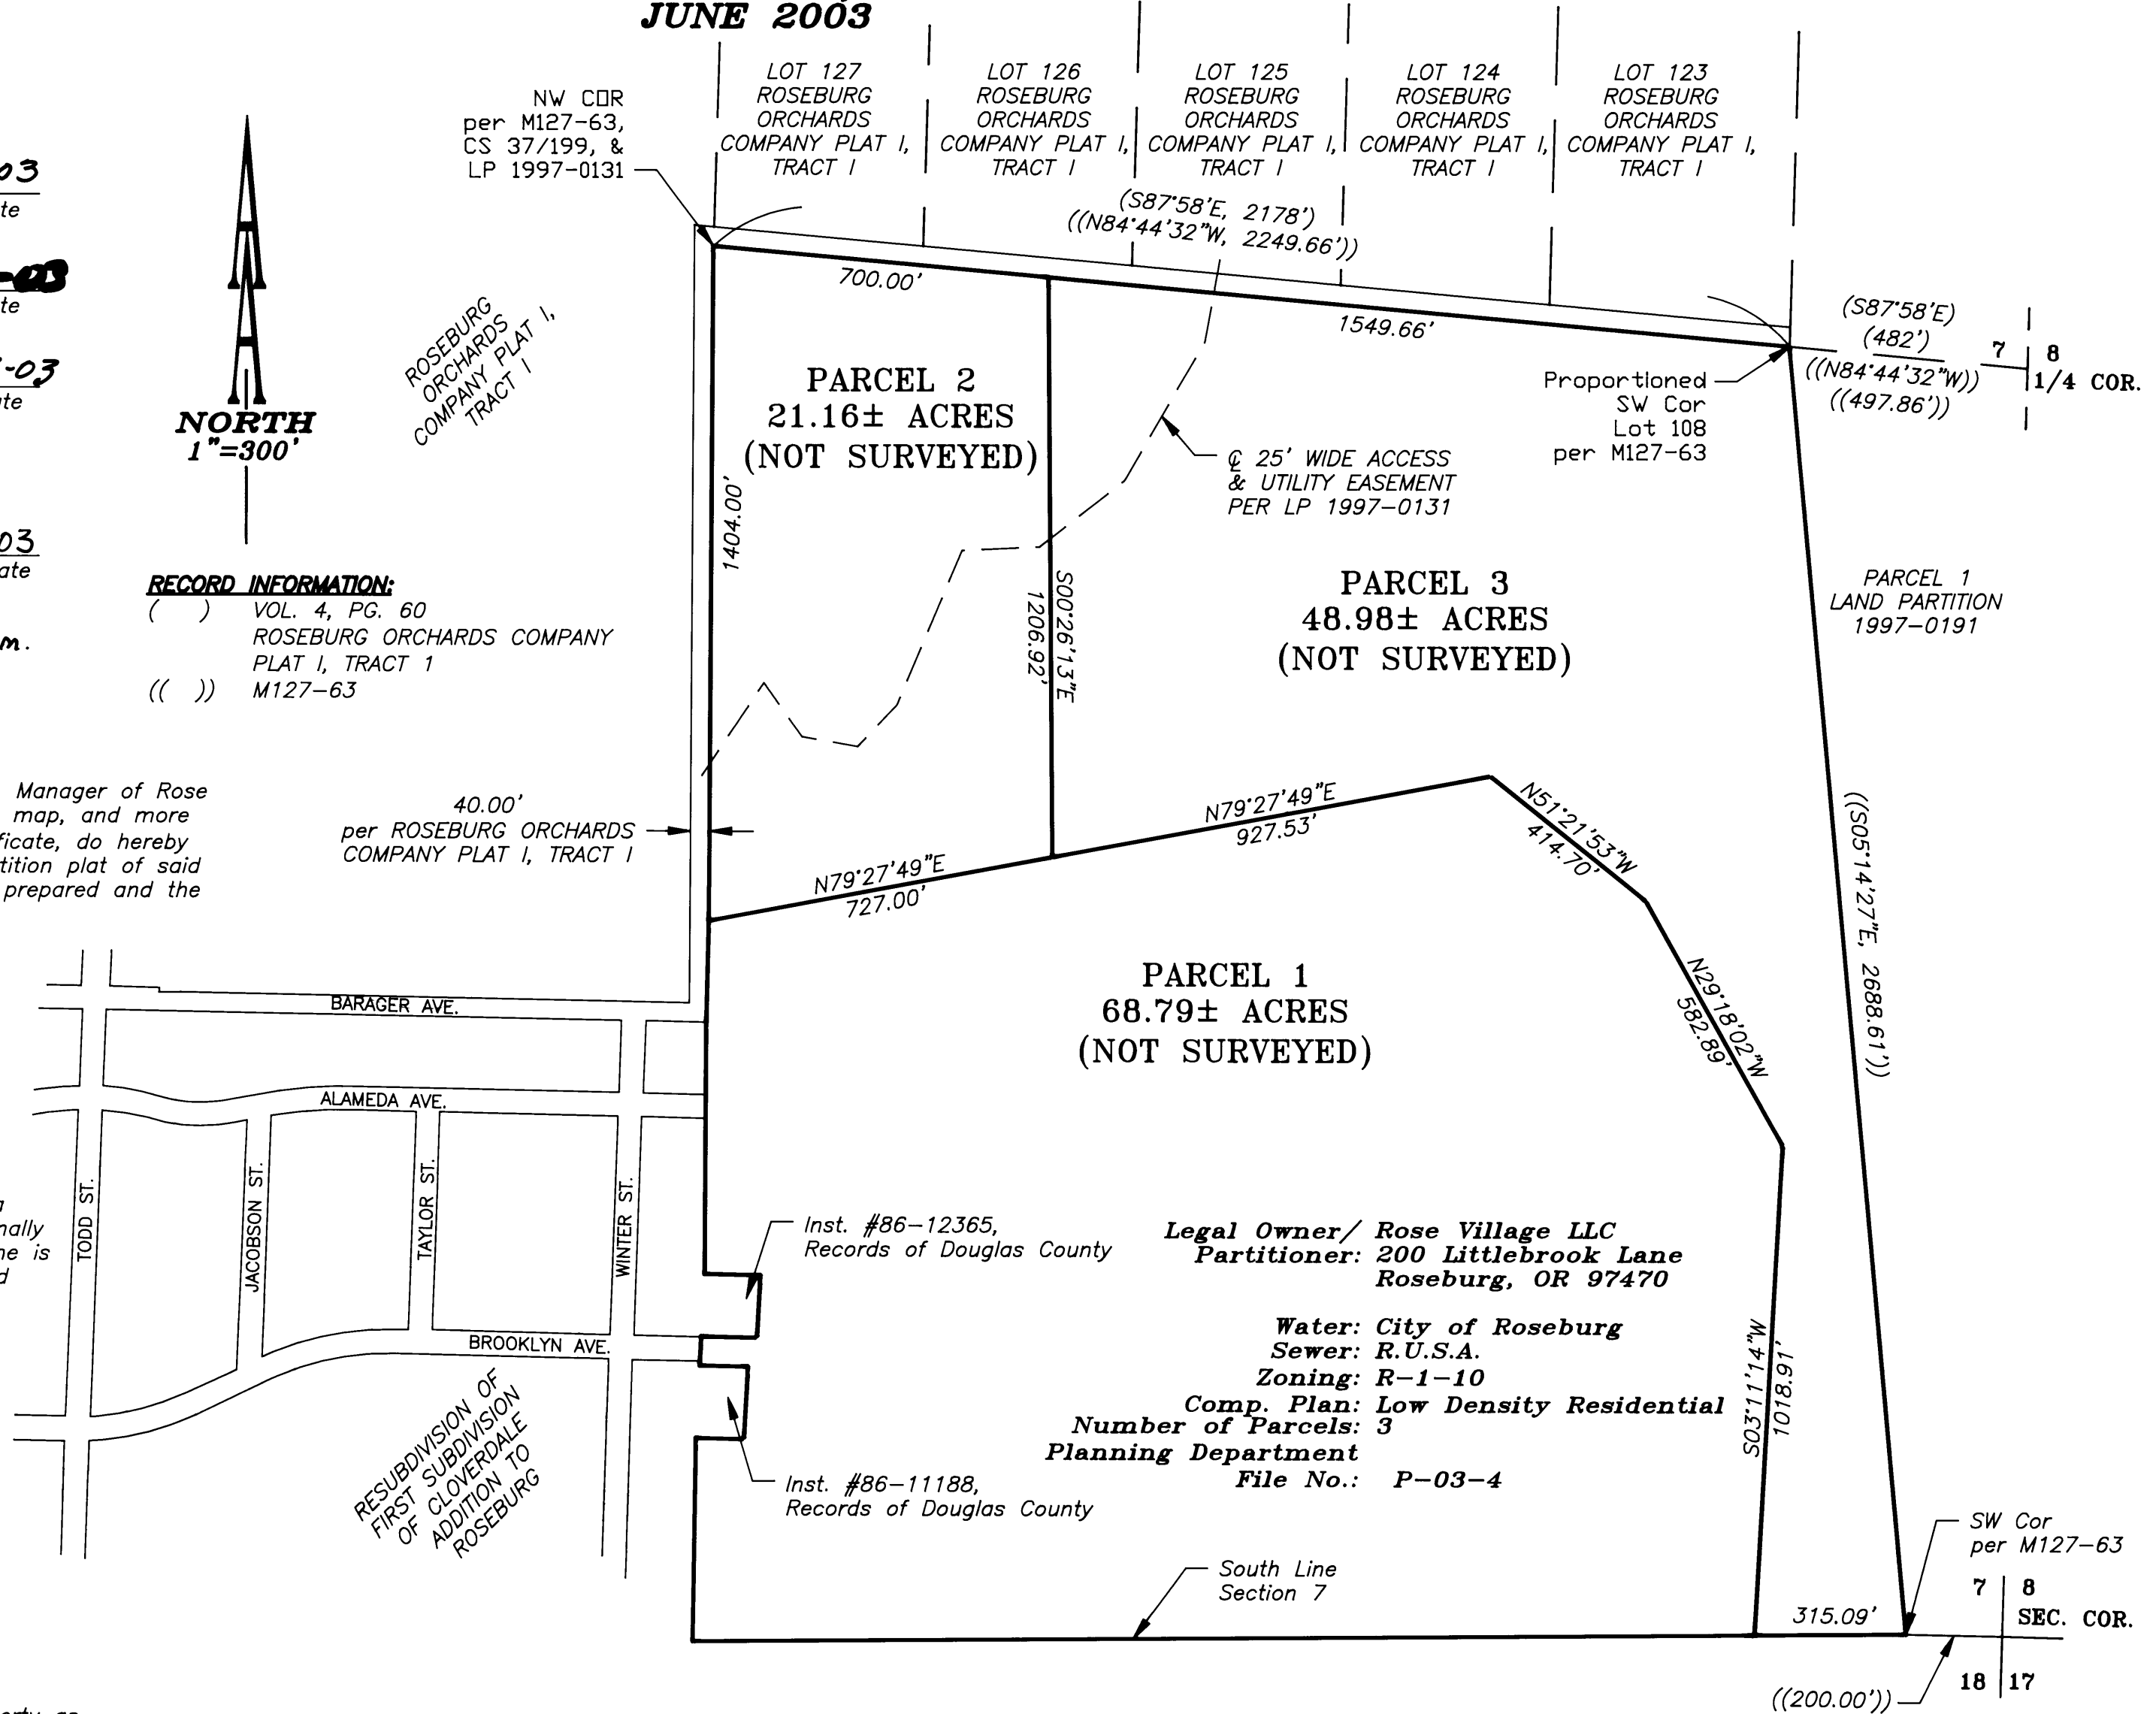 JUNE 2003
LOT 127
ROSEBURG
ORCHARDS
COMPANY PLAT I,
TRACT I
LOT 126
ROSEBURG
ORCHARDS
COMPANY PLAT I,
TRACT I
LOT 125
ROSEBURG
ORCHARDS
COMPANY PLAT I,
TRACT I
LOT 124
ROSEBURG
ORCHARDS
COMPANY PLAT I,
TRACT I
LOT 123
ROSEBURG
ORCHARDS
COMPANY PLAT I,
TRACT I
NW COR
per M127-63,
CS 37/199, &
LP 1997-0131
03
te
-03
te
-03
te
03
ate
m.
NORTH
1"=300'
ROSEBURG
ORCHARDS
COMPANY PLAT I,
TRACT I
(S87°58'E, 2178')
((N84°44'32"W, 2249.66'))
700.00'
1549.66'
(S87°58'E)
(482')
((N84°44'32"W))
((497.86'))
7 8
1/4 COR.
Proportioned
SW Cor
Lot 108
per M127-63
PARCEL 2
21.16± ACRES
(NOT SURVEYED)
1404.00'
℄ 25' WIDE ACCESS
& UTILITY EASEMENT
PER LP 1997-0131
RECORD INFORMATION:
( ) VOL. 4, PG. 60
ROSEBURG ORCHARDS COMPANY
PLAT I, TRACT 1
(( )) M127-63
S00°26'13"E
1206.92'
PARCEL 3
48.98± ACRES
(NOT SURVEYED)
PARCEL 1
LAND PARTITION
1997-0191
Manager of Rose
map, and more
ficate, do hereby
tition plat of said
prepared and the
40.00'
per ROSEBURG ORCHARDS
COMPANY PLAT I, TRACT I
N79°27'49"E
727.00'
N79°27'49"E
927.53'
N51°21'53"W
414.70'
N29°18'02"W
582.89'
((S05°14'27"E, 2688.61'))
PARCEL 1
68.79± ACRES
(NOT SURVEYED)
BARAGER AVE.
ALAMEDA AVE.
TODD ST.
JACOBSON ST.
TAYLOR ST.
WINTER ST.
BROOKLYN AVE.
nally
ne is
d
Inst. #86-12365,
Records of Douglas County
Legal Owner/ Rose Village LLC
Partitioner: 200 Littlebrook Lane
Roseburg, OR 97470
Water: City of Roseburg
Sewer: R.U.S.A.
Zoning: R-1-10
Comp. Plan: Low Density Residential
Number of Parcels: 3
Planning Department
File No.: P-03-4
S03°11'14"W
1018.91'
RESUBDIVISION OF
FIRST SUBDIVISION
OF CLOVERDALE
ADDITION TO
ROSEBURG
Inst. #86-11188,
Records of Douglas County
South Line
Section 7
SW Cor
per M127-63
7 8
SEC. COR.
315.09'
18 17
((200.00'))